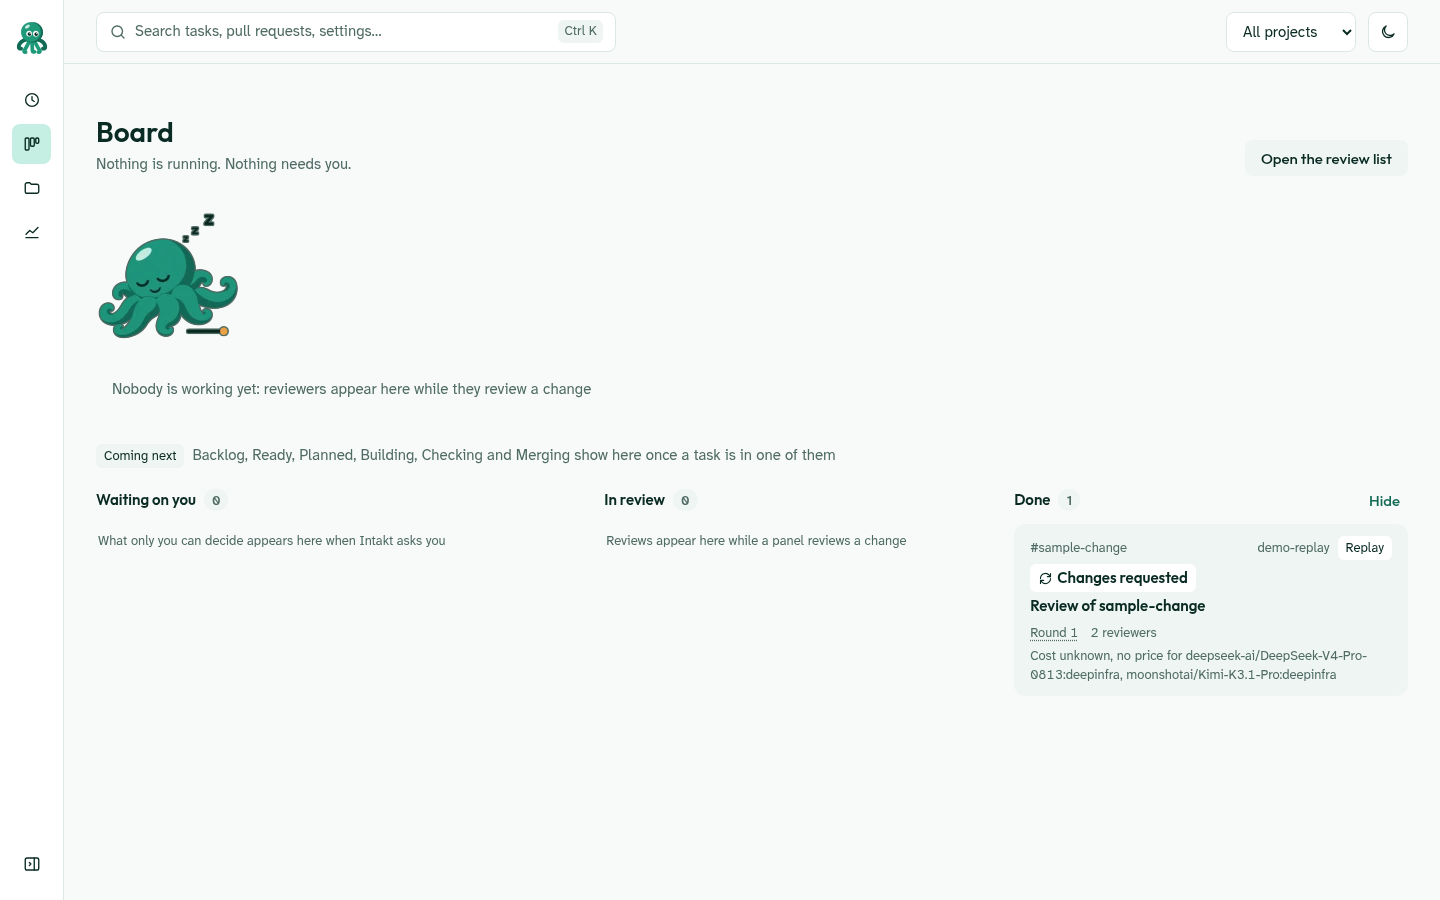 Search tasks, pull requests, settings...
Ctrl K
All projects
Board
Nothing is running. Nothing needs you.
Open the review list
z z z
Nobody is working yet: reviewers appear here while they review a change
Coming next
Backlog, Ready, Planned, Building, Checking and Merging show here once a task is in one of them
Waiting on you 0
What only you can decide appears here when Intakt asks you
In review 0
Reviews appear here while a panel reviews a change
Done 1
Hide
#sample-change
demo-replay
Replay
Changes requested
Review of sample-change
Round 1
2 reviewers
Cost unknown, no price for deepseek-ai/DeepSeek-V4-Pro-
0813:deepinfra, moonshotai/Kimi-K3.1-Pro:deepinfra